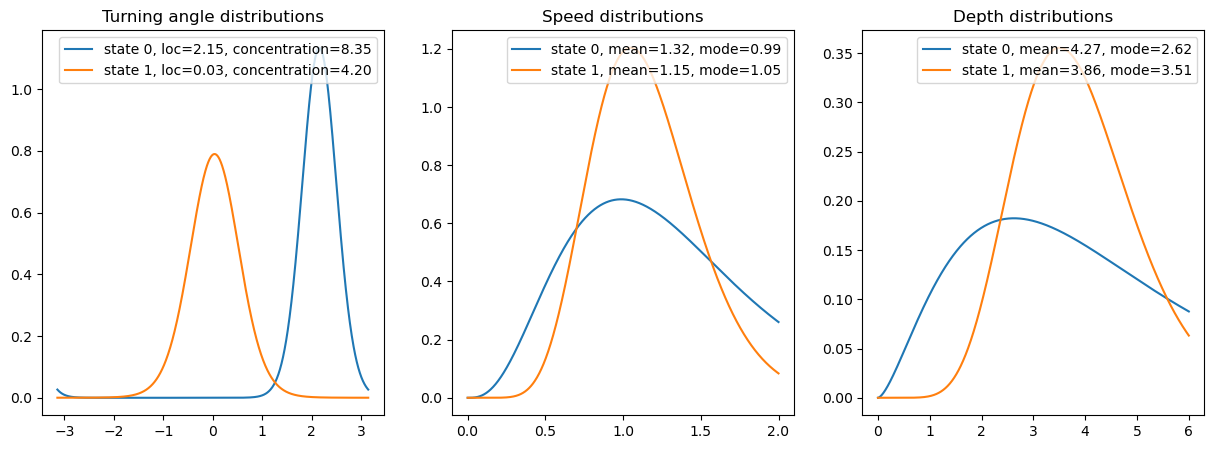 Turning angle distributions
state 0, loc=2.15, concentration=8.35
state 1, loc=0.03, concentration=4.20
1.0
0.8
0.6
0.4
0.2
0.0
−3 −2 −1 0 1 2 3
Speed distributions
state 0, mean=1.32, mode=0.99
state 1, mean=1.15, mode=1.05
1.2
1.0
0.8
0.6
0.4
0.2
0.0
0.0 0.5 1.0 1.5 2.0
Depth distributions
state 0, mean=4.27, mode=2.62
state 1, mean=3.86, mode=3.51
0.35
0.30
0.25
0.20
0.15
0.10
0.05
0.00
0 1 2 3 4 5 6